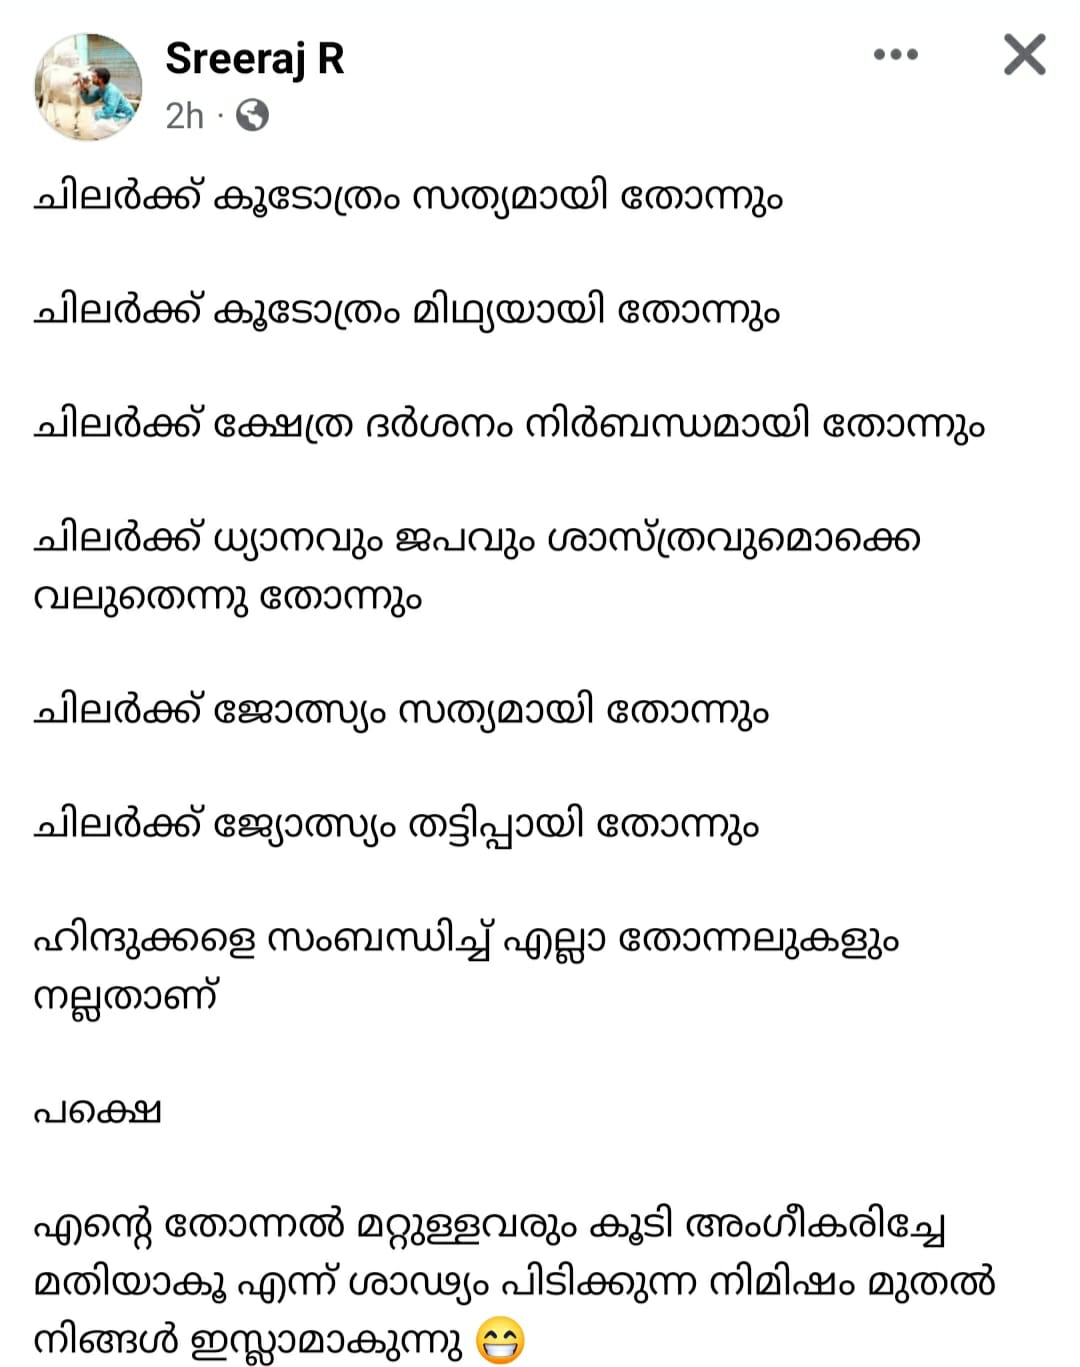 Sreeraj R
2h ·
ചിലർക്ക് കൂടോത്രം സത്യമായി തോന്നും
ചിലർക്ക് കൂടോത്രം മിഥ്യയായി തോന്നും
ചിലർക്ക് ക്ഷേത്ര ദർശനം നിർബന്ധമായി തോന്നും
ചിലർക്ക് ധ്യാനവും ജപവും ശാസ്ത്രവുമൊക്കെ
വലുതെന്നു തോന്നും
ചിലർക്ക് ജോത്സ്യം സത്യമായി തോന്നും
ചിലർക്ക് ജ്യോത്സ്യം തട്ടിപ്പായി തോന്നും
ഹിന്ദുക്കളെ സംബന്ധിച്ച് എല്ലാ തോന്നലുകളും
നല്ലതാണ്
പക്ഷെ
എന്റെ തോന്നൽ മറ്റുള്ളവരും കൂടി അംഗീകരിച്ചേ
മതിയാകൂ എന്ന് ശാഢ്യം പിടിക്കുന്ന നിമിഷം മുതൽ
നിങ്ങൾ ഇസ്ലാമാകുന്നു 😁